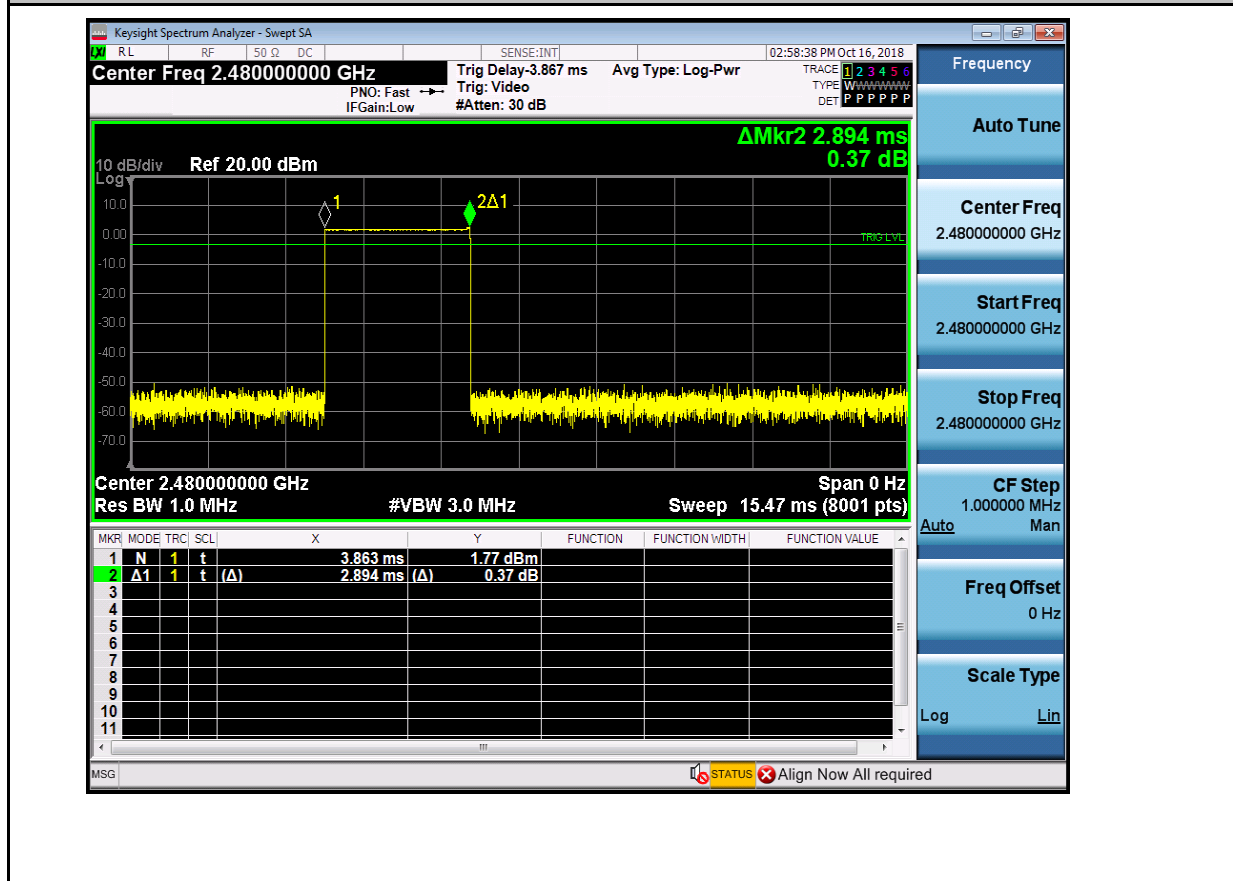 Keysight Spectrum Analyzer - Swept SA
LXI RL RF 50 Ω DC SENSE:INT 02:58:38 PM Oct 16, 2018
Center Freq 2.480000000 GHz
PNO: Fast
IFGain:Low
Trig Delay-3.867 ms
Trig: Video
#Atten: 30 dB
Avg Type: Log-Pwr
TRACE 1 2 3 4 5 6
TYPE WWWWWW
DET P P P P P P
ΔMkr2 2.894 ms
0.37 dB
10 dB/div
Log
Ref 20.00 dBm
10.0
0.00
-10.0
-20.0
-30.0
-40.0
-50.0
-60.0
-70.0
1
2Δ1
TRIG LVL
Center 2.480000000 GHz
Span 0 Hz
Res BW 1.0 MHz
#VBW 3.0 MHz
Sweep 15.47 ms (8001 pts)
MKR MODE TRC SCL X Y FUNCTION FUNCTION WIDTH FUNCTION VALUE
1 N 1 t 3.863 ms 1.77 dBm
2 Δ1 1 t (Δ) 2.894 ms (Δ) 0.37 dB
3
4
5
6
7
8
9
10
11
MSG
STATUS
Align Now All required
Frequency
Auto Tune
Center Freq
2.480000000 GHz
Start Freq
2.480000000 GHz
Stop Freq
2.480000000 GHz
CF Step
1.000000 MHz
Auto Man
Freq Offset
0 Hz
Scale Type
Log Lin